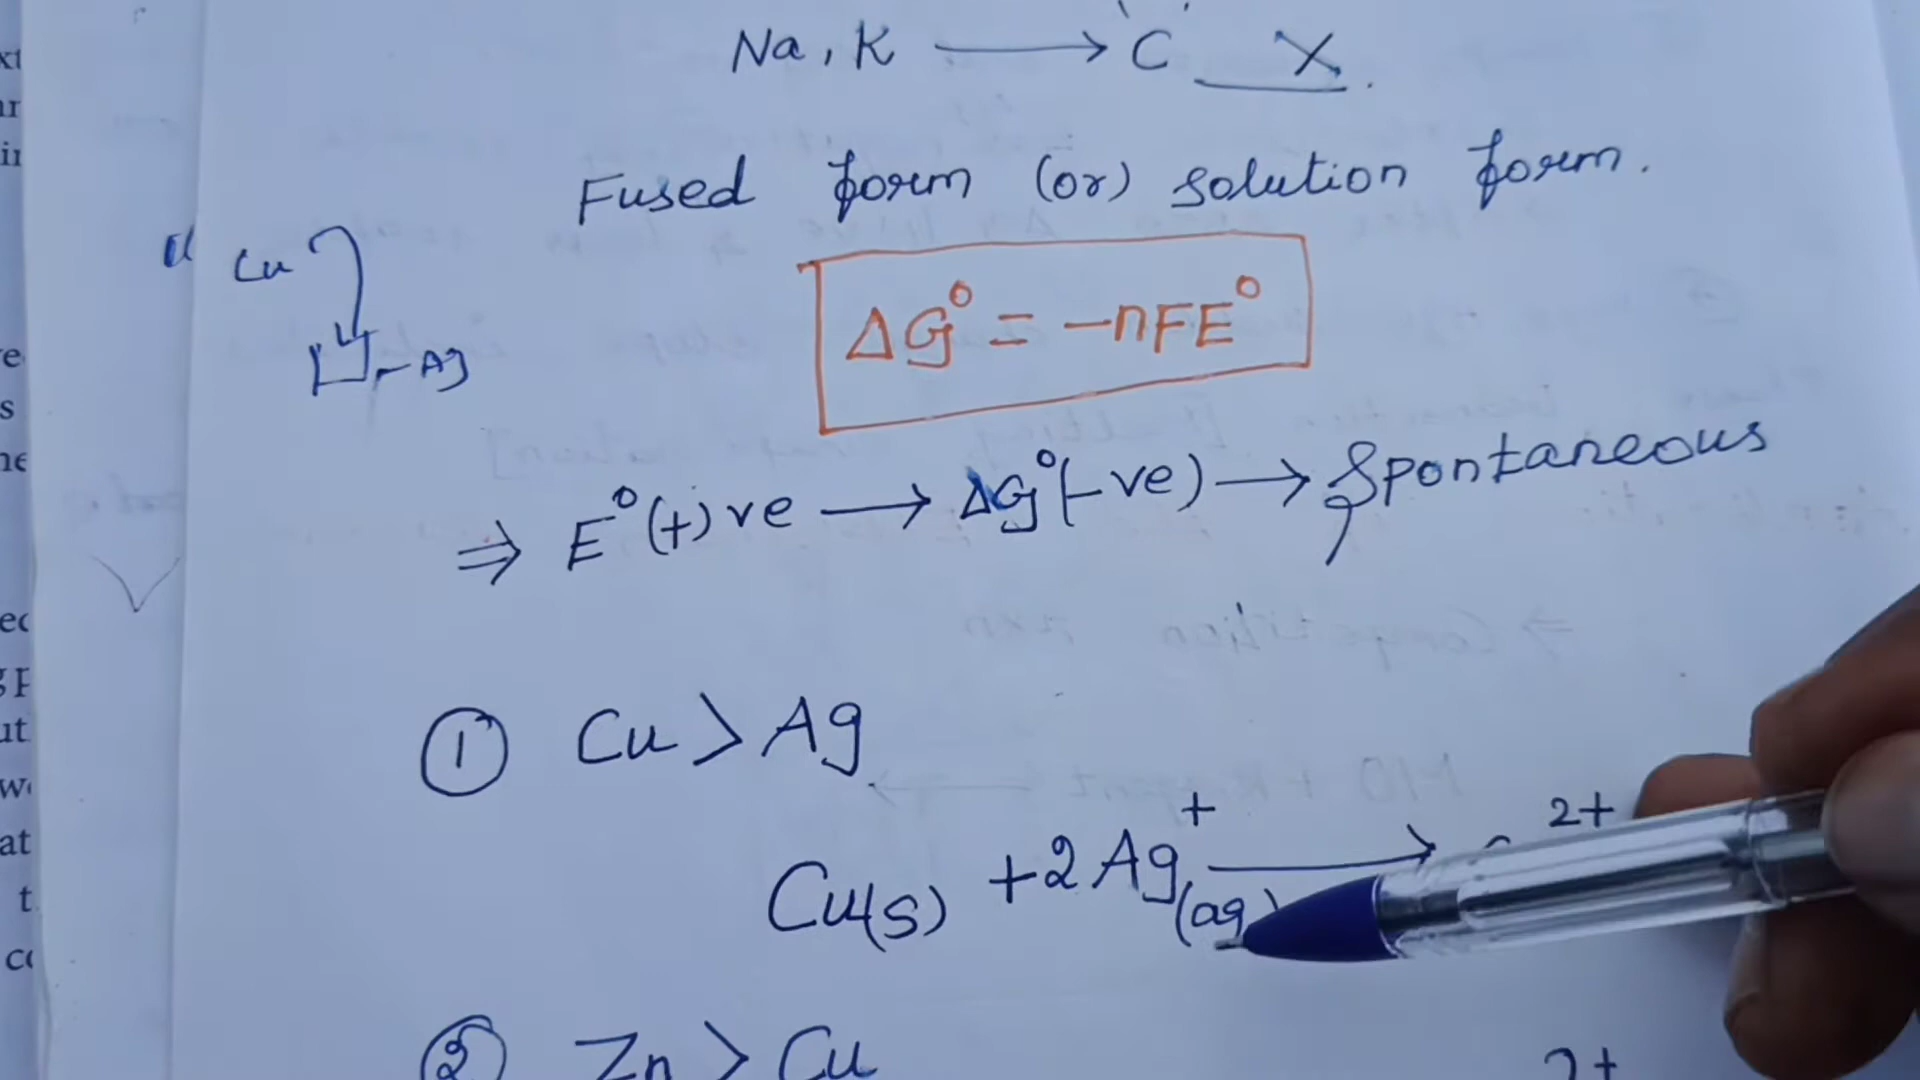 Na, K ⟶ C X.
Fused form (or) solution form.
Cu
Ag
ΔG° = -nFE°
⇒ E°(+)ve ⟶ ΔG°(-ve) ⟶ Spontaneous
① Cu > Ag
Cu(s) + 2Ag⁺(aq) ⟶ 2+
② Zn > Cu
2+